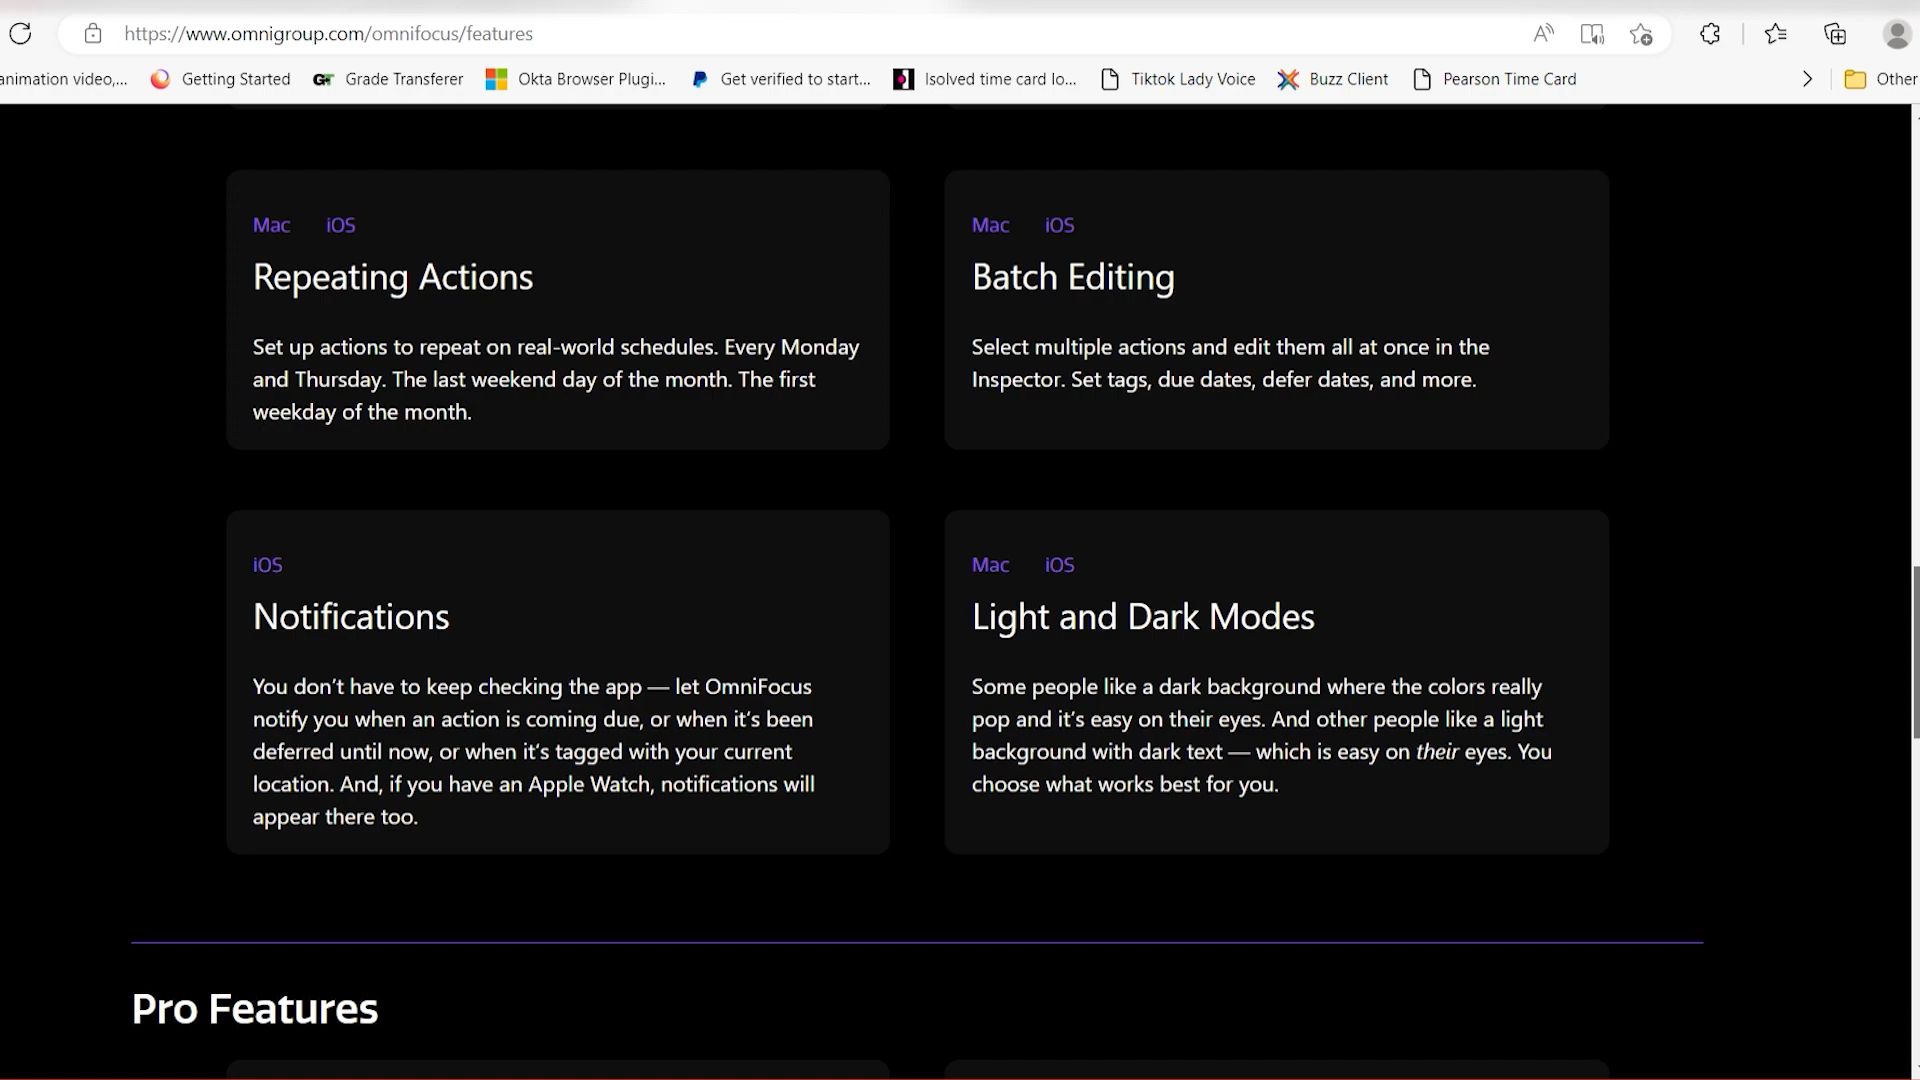 https://www.omnigroup.com/omnifocus/features
animation video,...
Getting Started
GT
Grade Transferer
Okta Browser Plugi...
Get verified to start...
Isolved time card lo...
Tiktok Lady Voice
Buzz Client
Pearson Time Card
Other
Mac iOS
Repeating Actions
Set up actions to repeat on real-world schedules. Every Monday
and Thursday. The last weekend day of the month. The first
weekday of the month.
Mac iOS
Batch Editing
Select multiple actions and edit them all at once in the
Inspector. Set tags, due dates, defer dates, and more.
iOS
Notifications
You don’t have to keep checking the app — let OmniFocus
notify you when an action is coming due, or when it’s been
deferred until now, or when it’s tagged with your current
location. And, if you have an Apple Watch, notifications will
appear there too.
Mac iOS
Light and Dark Modes
Some people like a dark background where the colors really
pop and it’s easy on their eyes. And other people like a light
background with dark text — which is easy on their eyes. You
choose what works best for you.
Pro Features